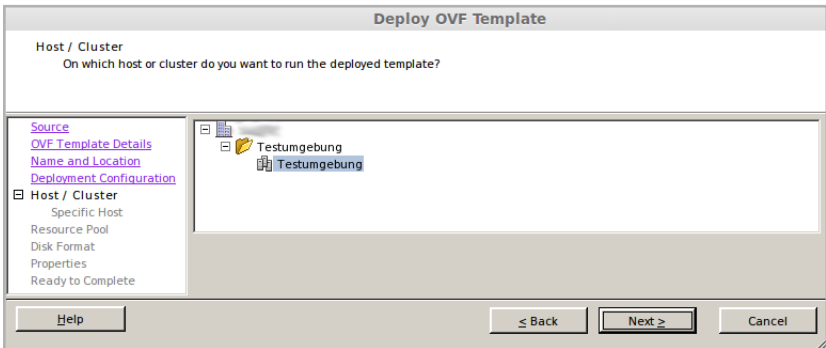 Deploy OVF Template
Host / Cluster
On which host or cluster do you want to run the deployed template?
Source
OVF Template Details
Name and Location
Deployment Configuration
Host / Cluster
Specific Host
Resource Pool
Disk Format
Properties
Ready to Complete
Testumgebung
Testumgebung
Help
≤ Back
Next ≥
Cancel